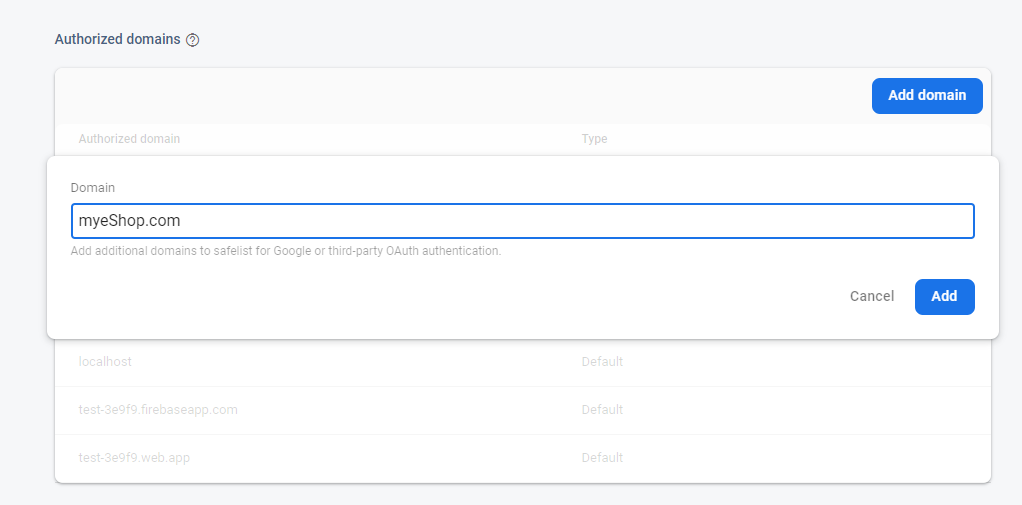 Authorized domains
Add domain
Authorized domain Type
Domain
myeShop.com
Add additional domains to safelist for Google or third-party OAuth authentication.
Cancel Add
localhost Default
test-3e9f9.firebaseapp.com Default
test-3e9f9.web.app Default